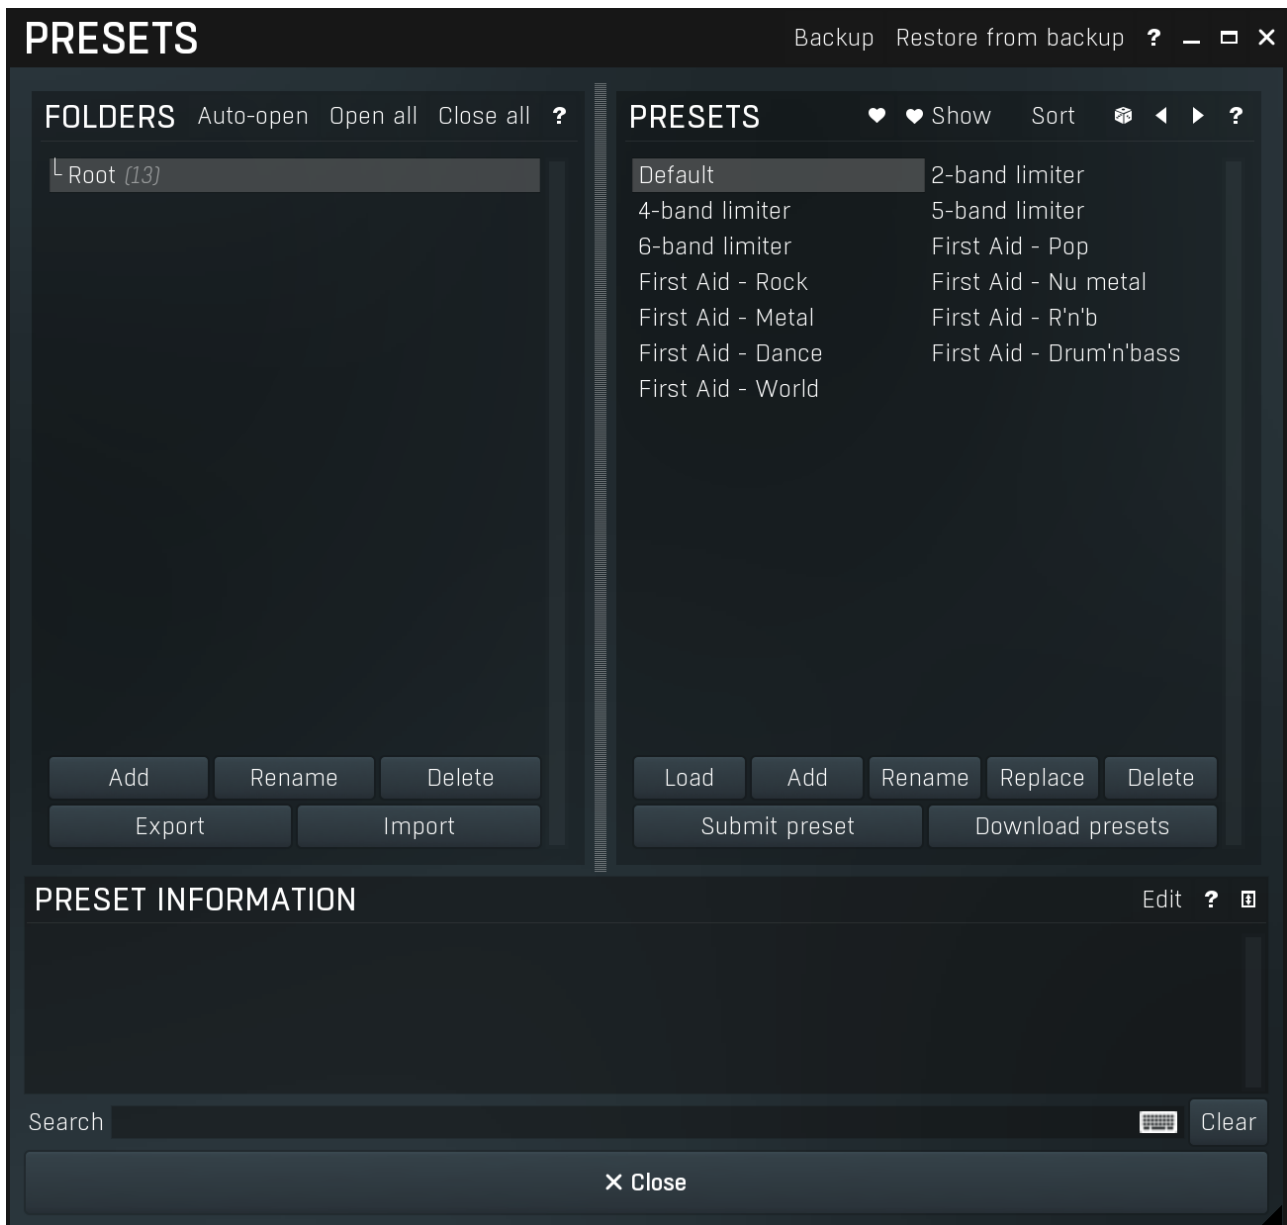 PRESETS Backup Restore from backup ?
FOLDERS Auto-open Open all Close all ?
Root (13)
Add Rename Delete
Export Import
PRESETS Show Sort ?
Default 2-band limiter
4-band limiter 5-band limiter
6-band limiter First Aid - Pop
First Aid - Rock First Aid - Nu metal
First Aid - Metal First Aid - R'n'b
First Aid - Dance First Aid - Drum'n'bass
First Aid - World
Load Add Rename Replace Delete
Submit preset Download presets
PRESET INFORMATION Edit ?
Search Clear
Close